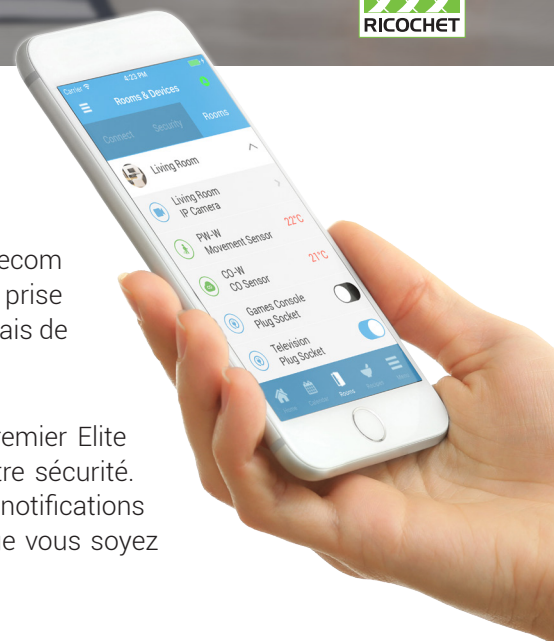 RICOCHET
Carrier 4:23 PM
Rooms & Devices
Connect Security Rooms
Living Room
Living Room
IP Camera
PW-W 22°C
Movement Sensor
CO-W 21°C
CO Sensor
Games Console
Plug Socket
Television
Plug Socket
Home Rooms
ecom
prise
ais de
remier Elite
tre sécurité.
notifications
ue vous soyez